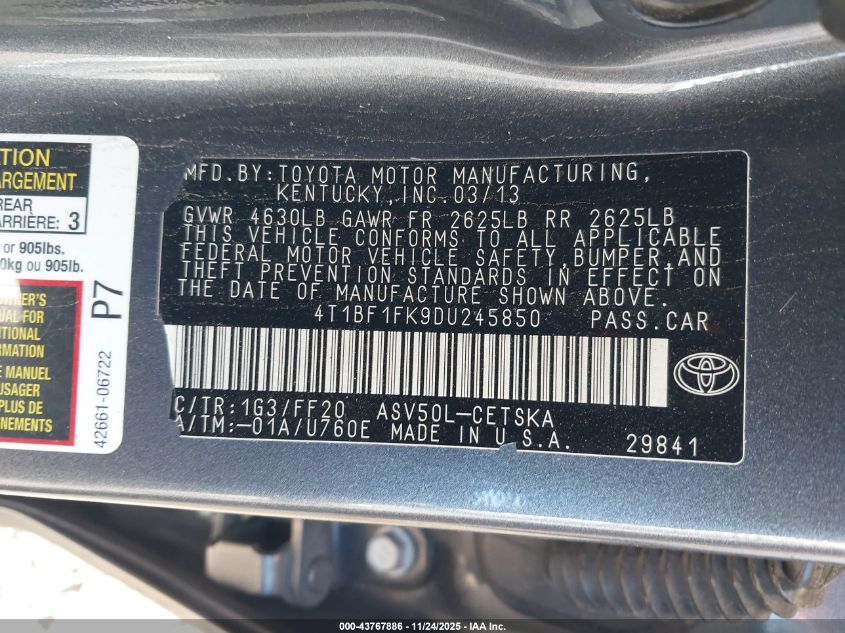 TION
ARGEMENT
REAR
ARRIÈRE: 3
or 905lbs.
0kg ou 905lb.
OWNER'S
FOR
MATION
E MANUEL
USAGER
PLUS DE
NEMENTS
P7
42661-06722
MFD.BY:TOYOTA MOTOR MANUFACTURING,
KENTUCKY,INC.03/13
GVWR 4630LB GAWR FR 2625LB RR 2625LB
THIS VEHICLE CONFORMS TO ALL APPLICABLE
FEDERAL MOTOR VEHICLE SAFETY,BUMPER,AND
THEFT PREVENTION STANDARDS IN EFFECT ON
THE DATE OF MANUFACTURE SHOWN ABOVE.
4T1BF1FK9DU245850 PASS.CAR
C/TR:1G3/FF20 ASV50L-CETSKA
A/TM:-01A/U760E MADE IN U.S.A. 29841
000-43767886 - 11/24/2025 - IAA Inc.